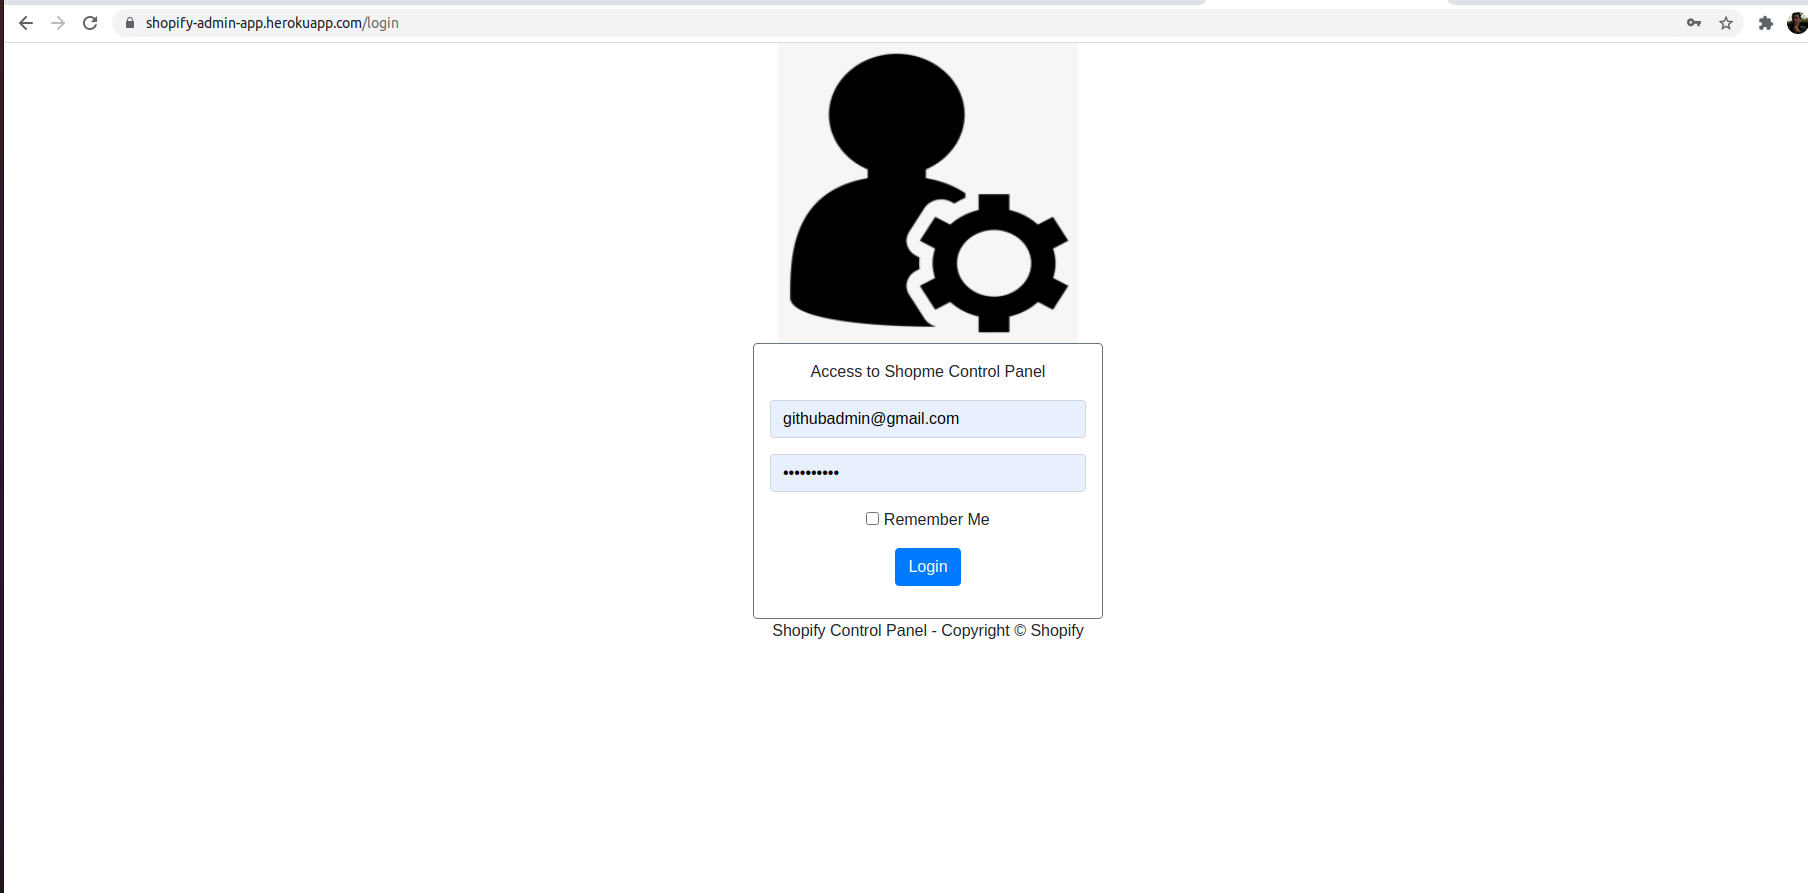 shopify-admin-app.herokuapp.com/login
Access to Shopme Control Panel
githubadmin@gmail.com
••••••••••
Remember Me
Login
Shopify Control Panel - Copyright © Shopify